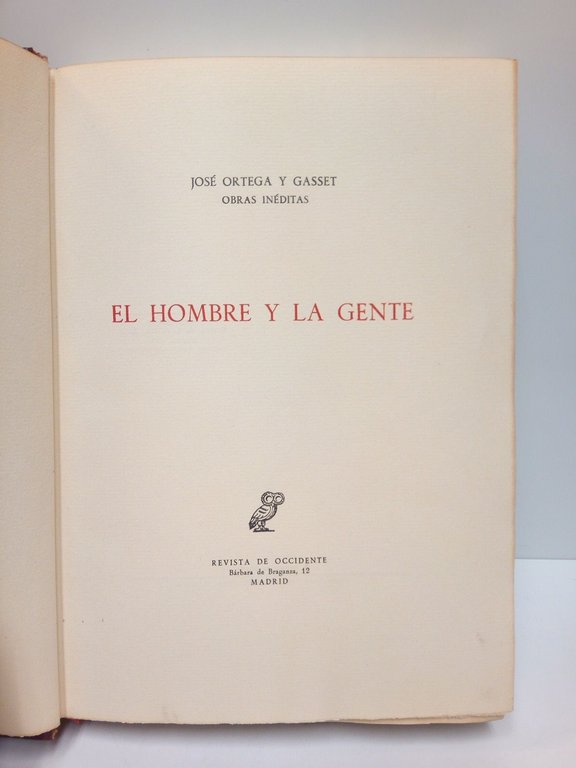 JOSÉ ORTEGA Y GASSET
OBRAS INÉDITAS
EL HOMBRE Y LA GENTE
REVISTA DE OCCIDENTE
Bárbara de Braganza, 12
MADRID